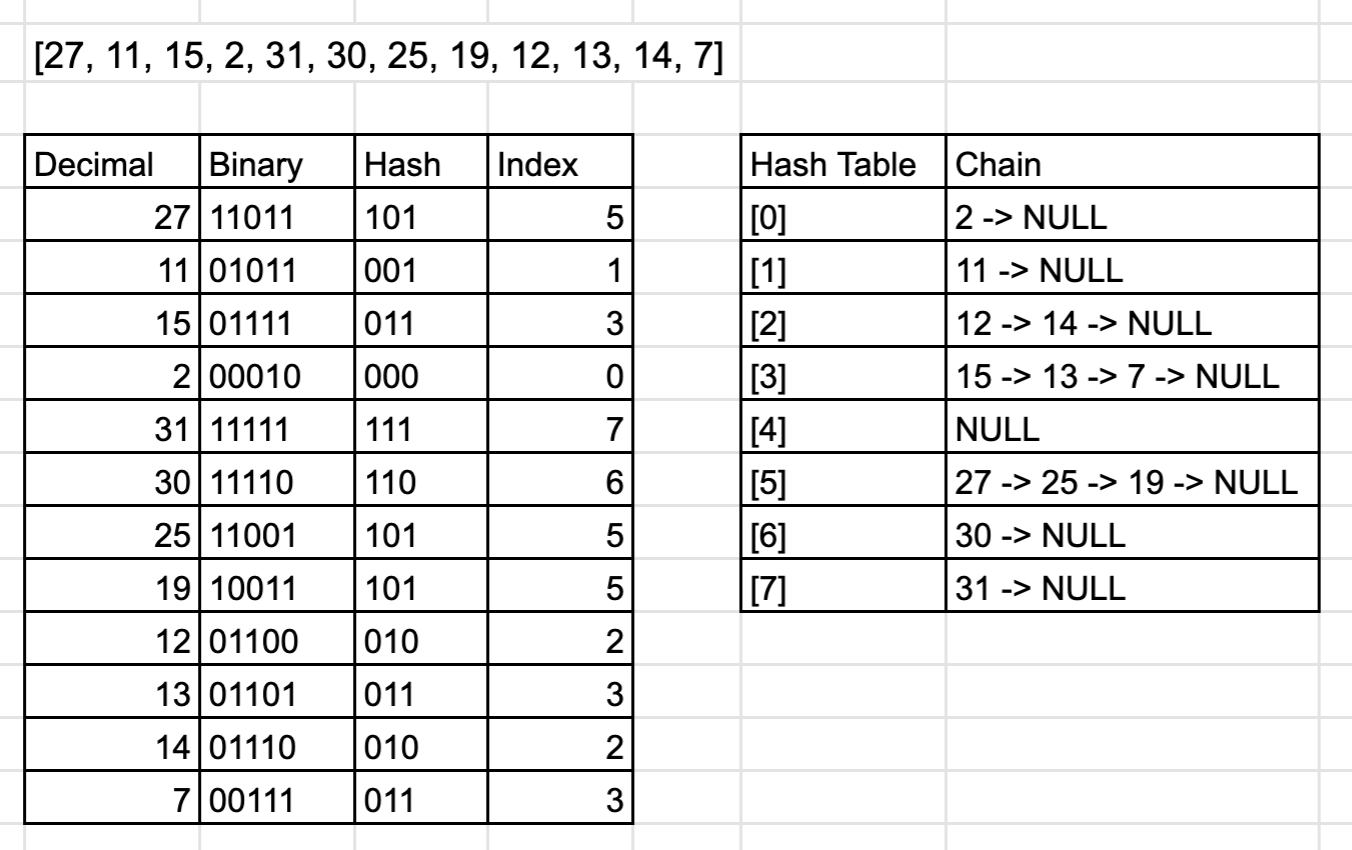 [27, 11, 15, 2, 31, 30, 25, 19, 12, 13, 14, 7]
Decimal Binary Hash Index
27 11011 101 5
11 01011 001 1
15 01111 011 3
2 00010 000 0
31 11111 111 7
30 11110 110 6
25 11001 101 5
19 10011 101 5
12 01100 010 2
13 01101 011 3
14 01110 010 2
7 00111 011 3
Hash Table Chain
[0] 2 -> NULL
[1] 11 -> NULL
[2] 12 -> 14 -> NULL
[3] 15 -> 13 -> 7 -> NULL
[4] NULL
[5] 27 -> 25 -> 19 -> NULL
[6] 30 -> NULL
[7] 31 -> NULL